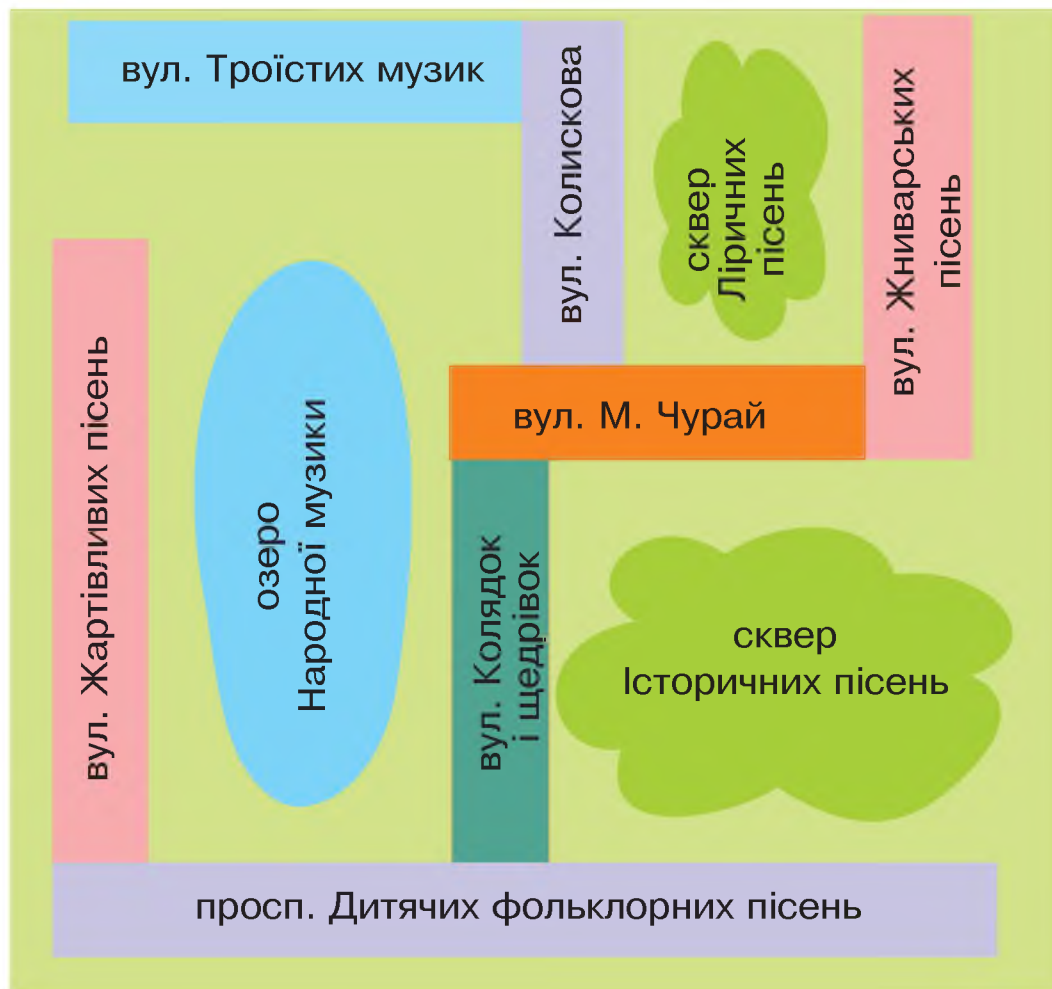 вул. Троїстих музик
вул. Колискова
сквер
Ліричних
пісень
вул. Жниварських
пісень
вул. Жартівливих пісень
озеро
Народної музики
вул. М. Чурай
вул. Колядок
і щедрівок
сквер
Історичних пісень
просп. Дитячих фольклорних пісень